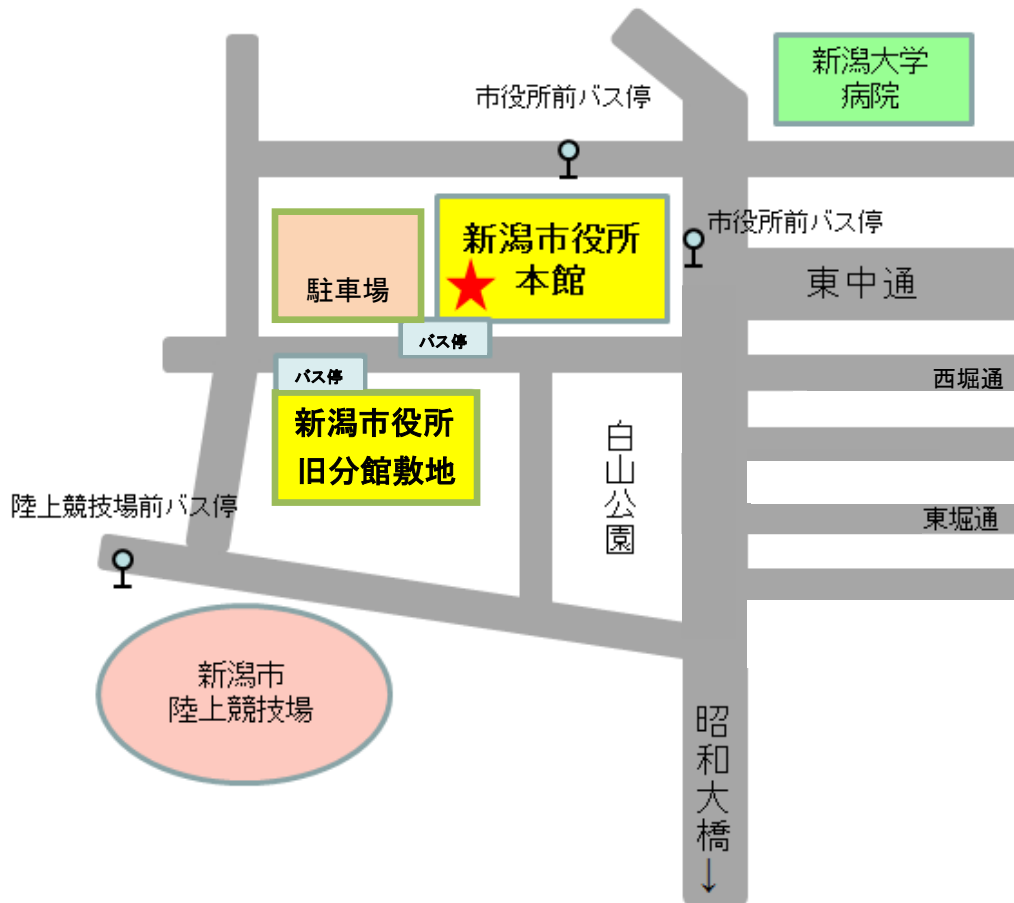 新潟大学
病院
市役所前バス停
市役所前バス停
新潟市役所
本館
駐車場
東中通
バス停
バス停
西堀通
新潟市役所
旧分館敷地
白山公園
陸上競技場前バス停
東堀通
新潟市
陸上競技場
昭和大橋↓